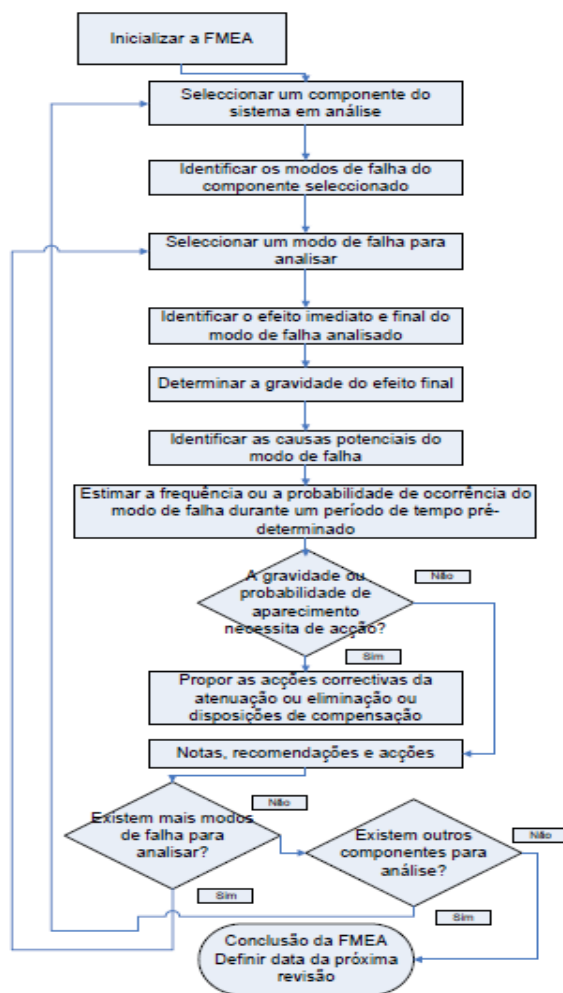 Inicializar a FMEA
Seleccionar um componente do
sistema em análise
Identificar os modos de falha do
componente seleccionado
Seleccionar um modo de falha para
analisar
Identificar o efeito imediato e final do
modo de falha analisado
Determinar a gravidade do efeito final
Identificar as causas potenciais do
modo de falha
Estimar a frequência ou a probabilidade de ocorrência do
modo de falha durante um período de tempo pré-
determinado
A gravidade ou
probabilidade de
aparecimento
necessita de acção?
Não
Sim
Propor as acções correctivas da
atenuação ou eliminação ou
disposições de compensação
Notas, recomendações e acções
Existem mais modos
de falha para
analisar?
Não
Sim
Existem outros
componentes para
análise?
Não
Sim
Conclusão da FMEA
Definir data da próxima
revisão